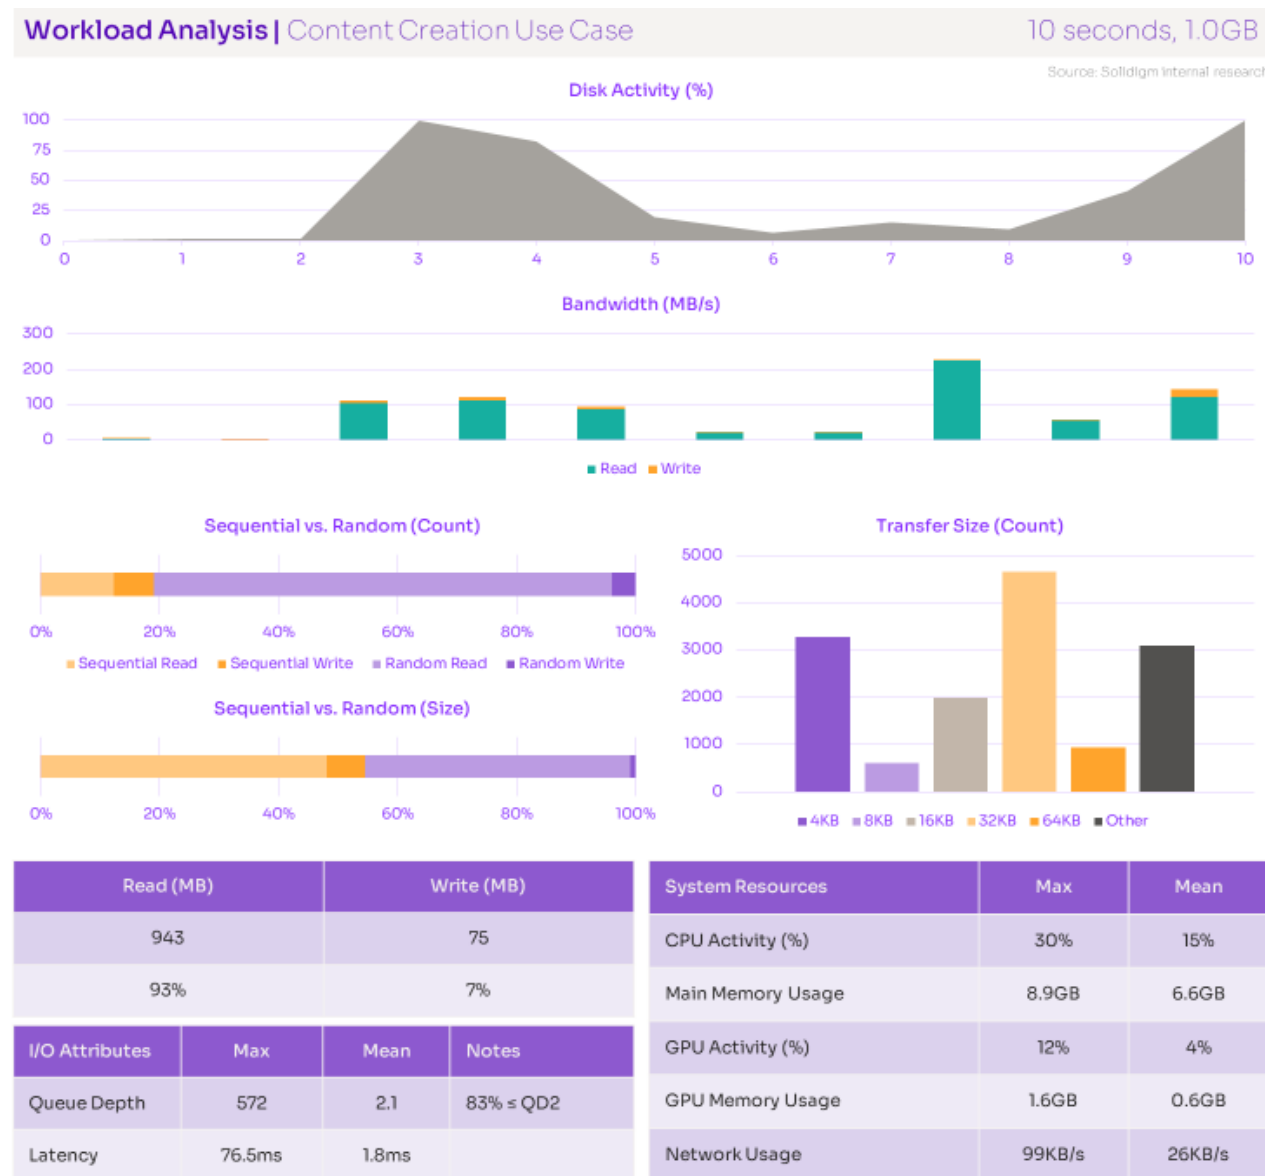 Workload Analysis | Content Creation Use Case
10 seconds, 1.0GB
Source: Solidigm internal research
Disk Activity (%)
100
75
50
25
0
0 1 2 3 4 5 6 7 8 9 10
Bandwidth (MB/s)
300
200
100
0
Read Write
Sequential vs. Random (Count)
0% 20% 40% 60% 80% 100%
Sequential Read Sequential Write Random Read Random Write
Sequential vs. Random (Size)
0% 20% 40% 60% 80% 100%
Transfer Size (Count)
5000
4000
3000
2000
1000
0
4KB 8KB 16KB 32KB 64KB Other
Read (MB) Write (MB)
943 75
93% 7%
I/O Attributes Max Mean Notes
Queue Depth 572 2.1 83% ≤ QD2
Latency 76.5ms 1.8ms
System Resources Max Mean
CPU Activity (%) 30% 15%
Main Memory Usage 8.9GB 6.6GB
GPU Activity (%) 12% 4%
GPU Memory Usage 1.6GB 0.6GB
Network Usage 99KB/s 26KB/s